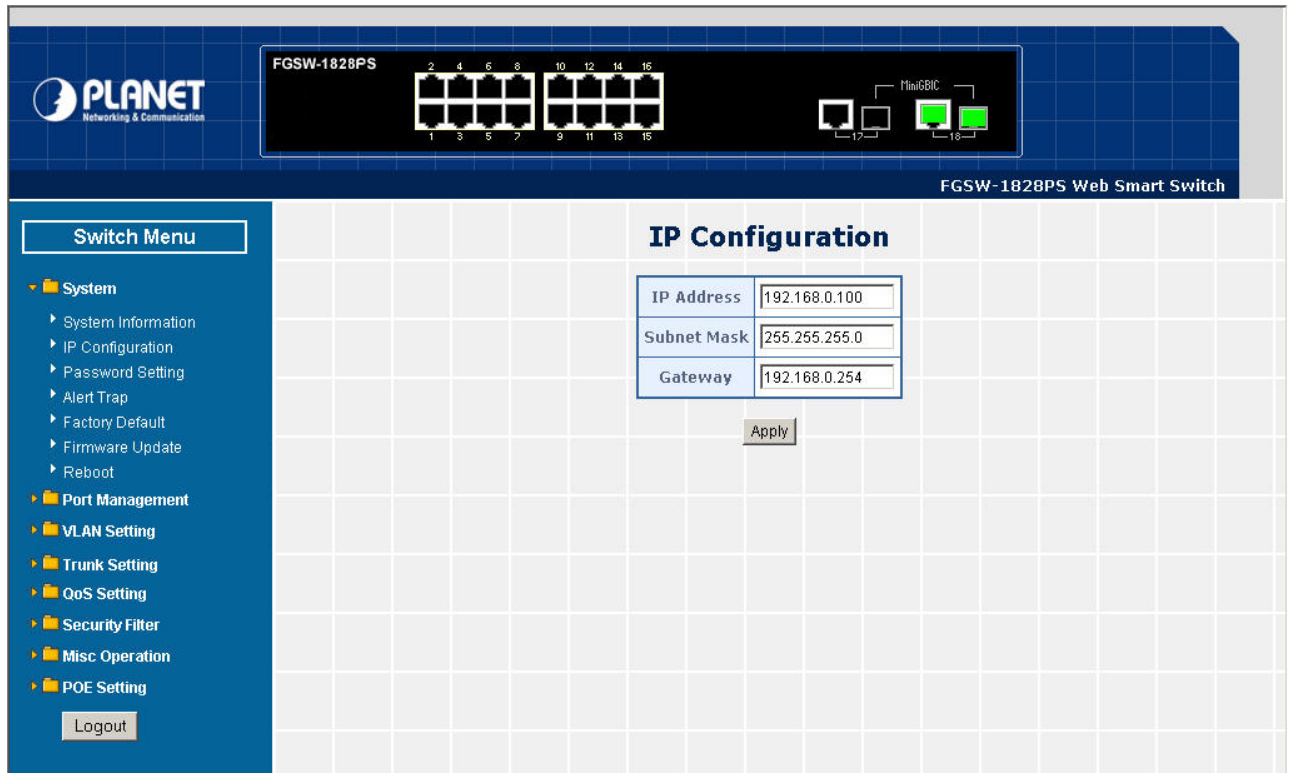 PLANET
Networking & Communication
FGSW-1828PS
2 4 6 8 10 12 14 16
MiniGBIC
1 3 5 7 9 11 13 15
17 18
FGSW-1828PS Web Smart Switch
Switch Menu
System
System Information
IP Configuration
Password Setting
Alert Trap
Factory Default
Firmware Update
Reboot
Port Management
VLAN Setting
Trunk Setting
QoS Setting
Security Filter
Misc Operation
POE Setting
Logout
IP Configuration
IP Address 192.168.0.100
Subnet Mask 255.255.255.0
Gateway 192.168.0.254
Apply